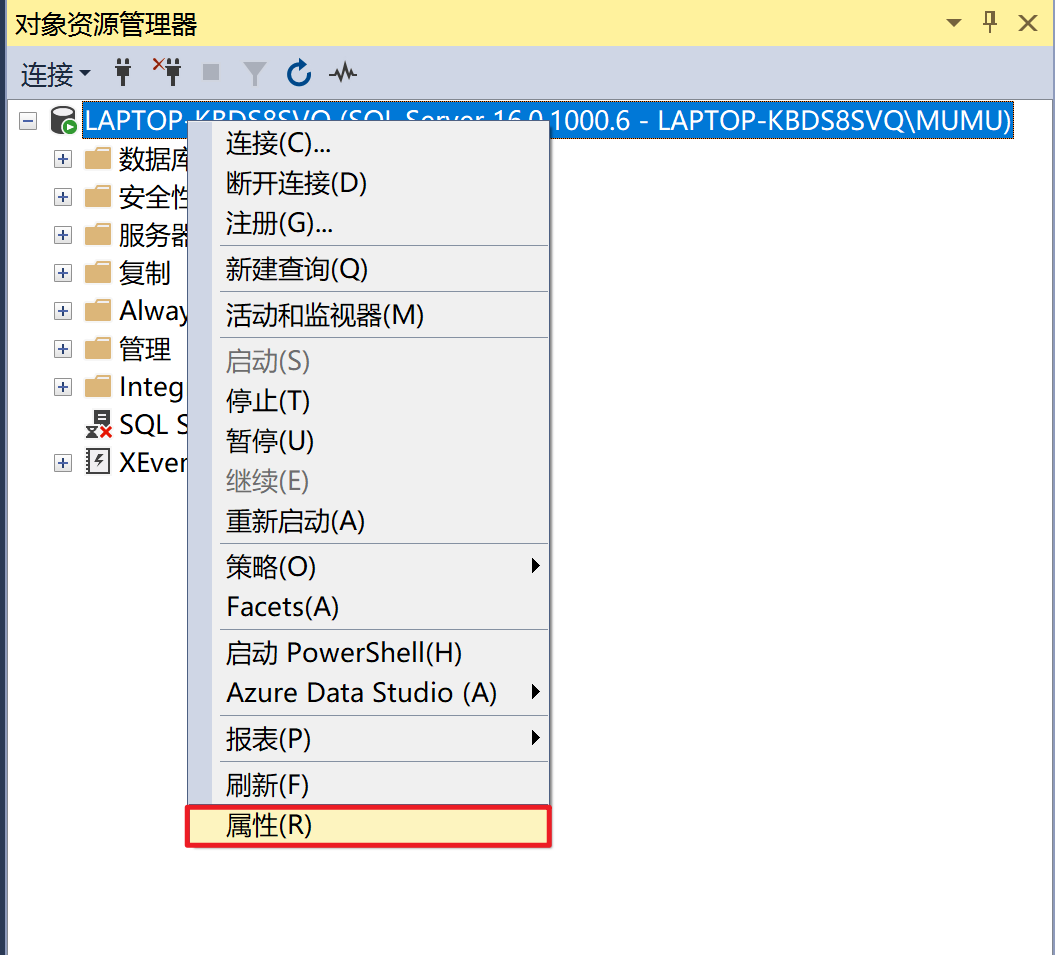 对象资源管理器
连接
LAPTOP-KBDS8SVQ (SQL Server 16.0.1000.6 - LAPTOP-KBDS8SVQ\MUMU)
数据库
安全性
服务器
复制
Alway
管理
Integ
SQL S
XEven
连接(C)...
断开连接(D)
注册(G)...
新建查询(Q)
活动和监视器(M)
启动(S)
停止(T)
暂停(U)
继续(E)
重新启动(A)
策略(O)
Facets(A)
启动 PowerShell(H)
Azure Data Studio (A)
报表(P)
刷新(F)
属性(R)